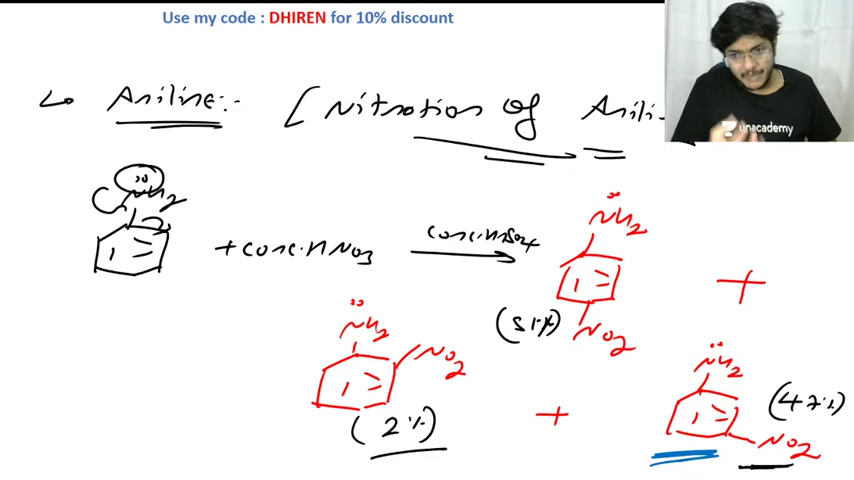 Use my code : DHIREN for 10% discount
Aniline:- [ Nitration of Anili
unacademy
NH2
+ conc. HNO3
conc. H2SO4
NH2
NO2
(51%)
+
NH2
NO2
(2%)
+
NH2
NO2
(47%)